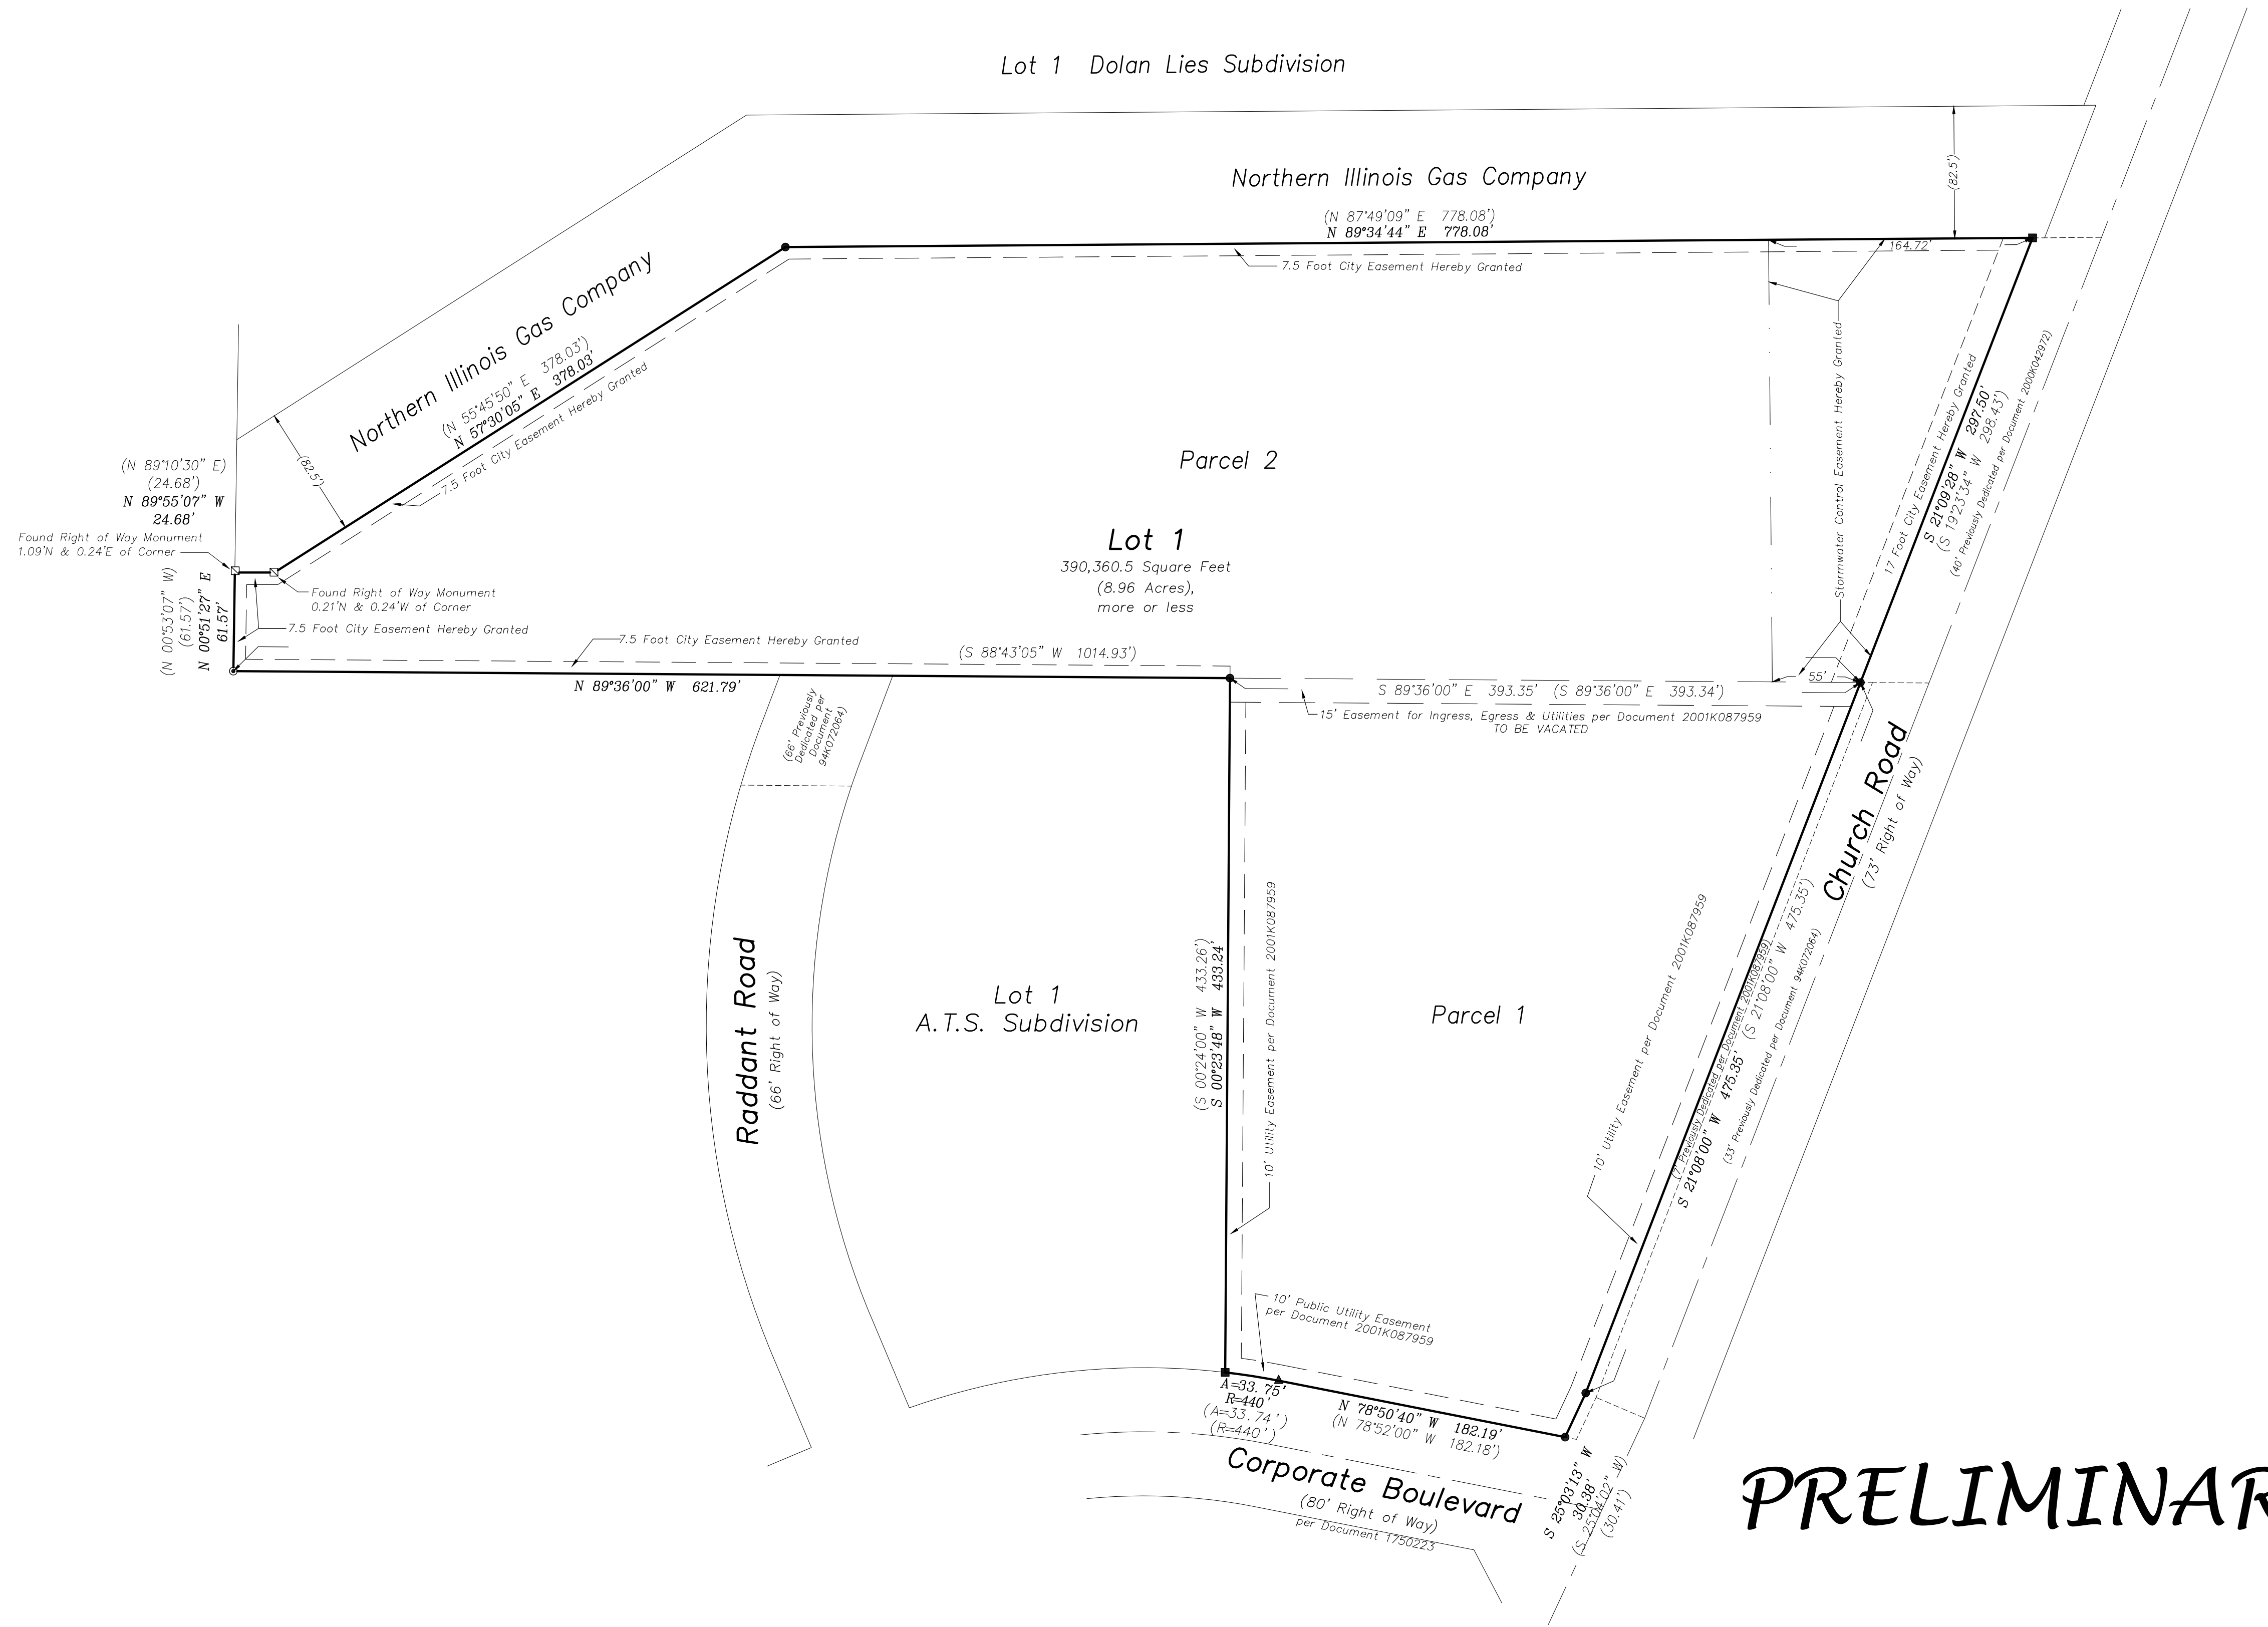 Lot 1 Dolan Lies Subdivision
Northern Illinois Gas Company
(82.5')
(N 87°49'09" E 778.08')
N 89°34'44" E 778.08'
164.72'
7.5 Foot City Easement Hereby Granted
Northern Illinois Gas Company
(N 55°45'50" E 378.03')
N 57°30'05" E 378.03'
7.5 Foot City Easement Hereby Granted
(82.5')
Stormwater Control Easement Hereby Granted
17 Foot City Easement Hereby Granted
S 21°09'28" W 297.50'
(S 19°23'34" W 298.43')
(40' Previously Dedicated per Document 2000K042972)
Parcel 2
Lot 1
390,360.5 Square Feet
(8.96 Acres),
more or less
(N 89°10'30" E)
(24.68')
N 89°55'07" W
24.68'
Found Right of Way Monument
1.09'N & 0.24'E of Corner
Found Right of Way Monument
0.21'N & 0.24'W of Corner
(N 00°53'07" W)
(61.57')
N 00°51'27" E
61.57'
7.5 Foot City Easement Hereby Granted
7.5 Foot City Easement Hereby Granted
(S 88°43'05" W 1014.93')
N 89°36'00" W 621.79'
55'
S 89°36'00" E 393.35' (S 89°36'00" E 393.34')
15' Easement for Ingress, Egress & Utilities per Document 2001K087959
TO BE VACATED
(66' Previously
Dedicated per
Document
94K072064)
Church Road
(73' Right of Way)
Raddant Road
(66' Right of Way)
Lot 1
A.T.S. Subdivision
(S 00°24'00" W 433.26')
S 00°23'48" W 433.24'
10' Utility Easement per Document 2001K087959
Parcel 1
10' Utility Easement per Document 2001K087959
(7' Previously Dedicated per Document 2001K087959)
S 21°08'00" W 475.35' (S 21°08'00" W 475.35')
(33' Previously Dedicated per Document 94K072064)
10' Public Utility Easement
per Document 2001K087959
A=33.75'
R=440'
(A=33.74')
(R=440')
N 78°50'40" W 182.19'
(N 78°52'00" W 182.18')
Corporate Boulevard
(80' Right of Way)
per Document 1750223
S 25°03'13" W
30.38'
(S 25°04'02" W)
(30.41')
PRELIMINAR